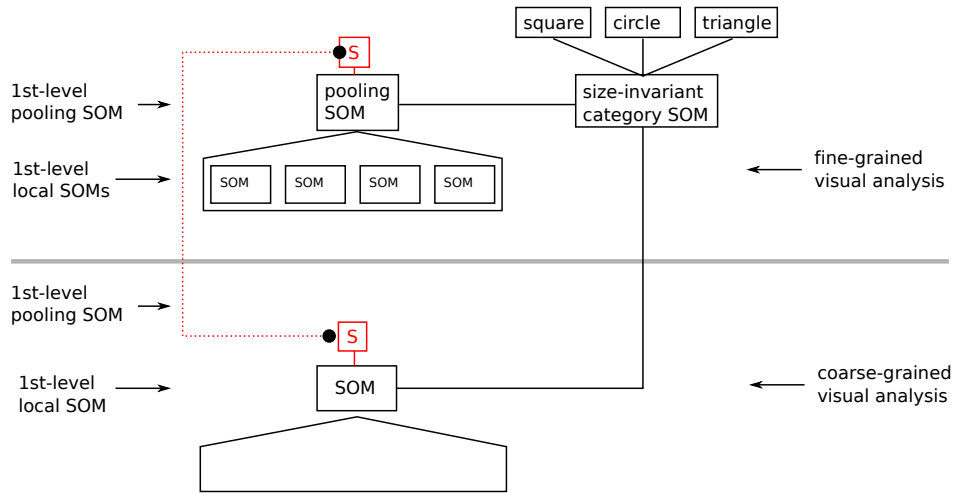 square
circle
triangle
S
1st-level
pooling SOM
pooling
SOM
size-invariant
category SOM
1st-level
local SOMs
SOM
SOM
SOM
SOM
fine-grained
visual analysis
1st-level
pooling SOM
S
1st-level
local SOM
SOM
coarse-grained
visual analysis